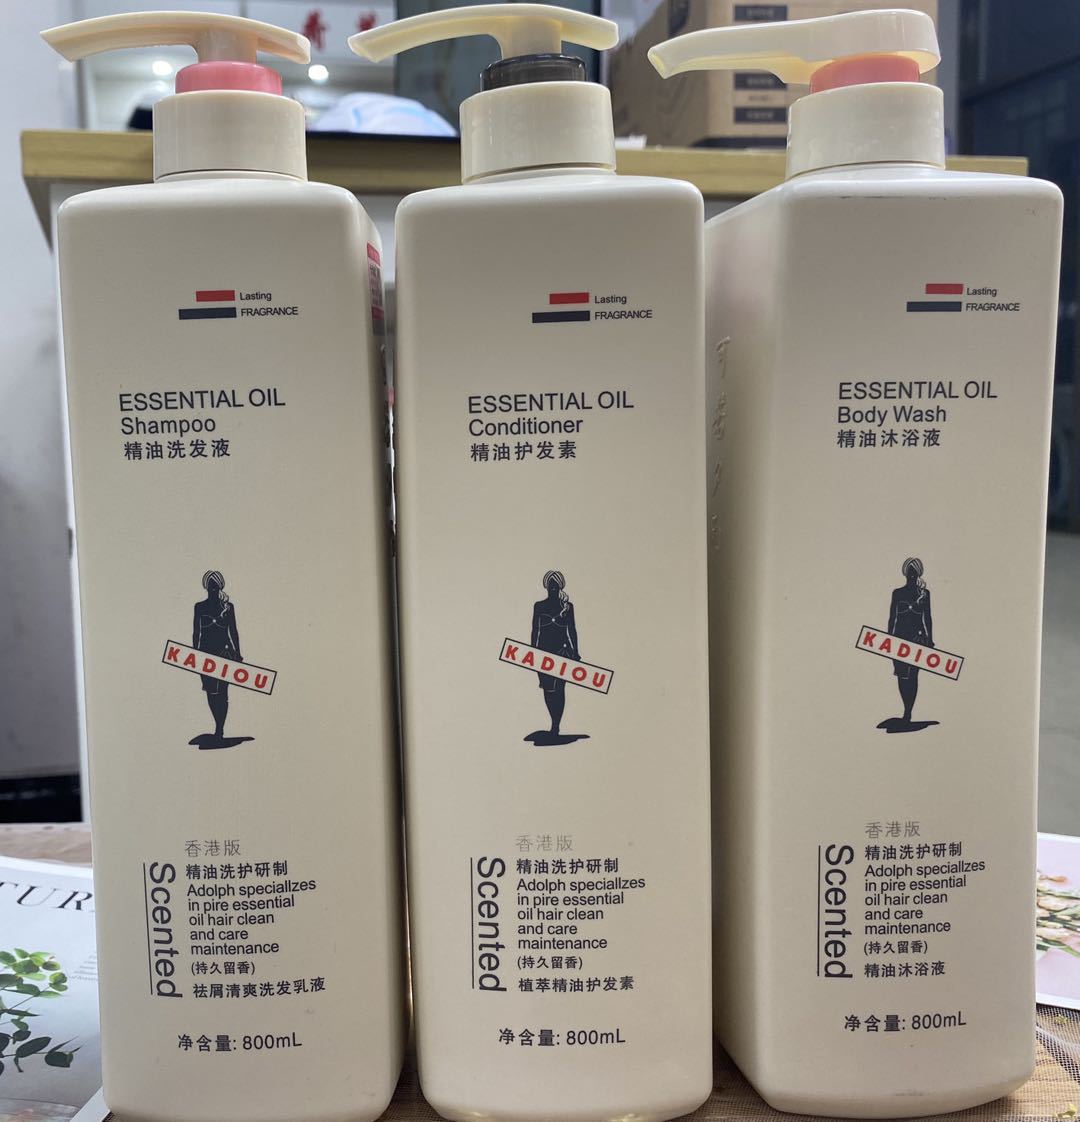 Lasting
FRAGRANCE
ESSENTIAL OIL
Shampoo
精油洗发液
KADIOU
香港版
Scented
精油洗护研制
Adolph speciallzes
in pire essential
oil hair clean
and care
maintenance
(持久留香)
祛屑清爽洗发乳液
净含量: 800mL
Lasting
FRAGRANCE
ESSENTIAL OIL
Conditioner
精油护发素
KADIOU
香港版
Scented
精油洗护研制
Adolph speciallzes
in pire essential
oil hair clean
and care
maintenance
(持久留香)
植萃精油护发素
净含量: 800mL
Lasting
FRAGRANCE
ESSENTIAL OIL
Body Wash
精油沐浴液
KADIOU
香港版
Scented
精油洗护研制
Adolph speciallzes
in pire essential
oil hair clean
and care
maintenance
(持久留香)
精油沐浴液
净含量: 800mL
TUR